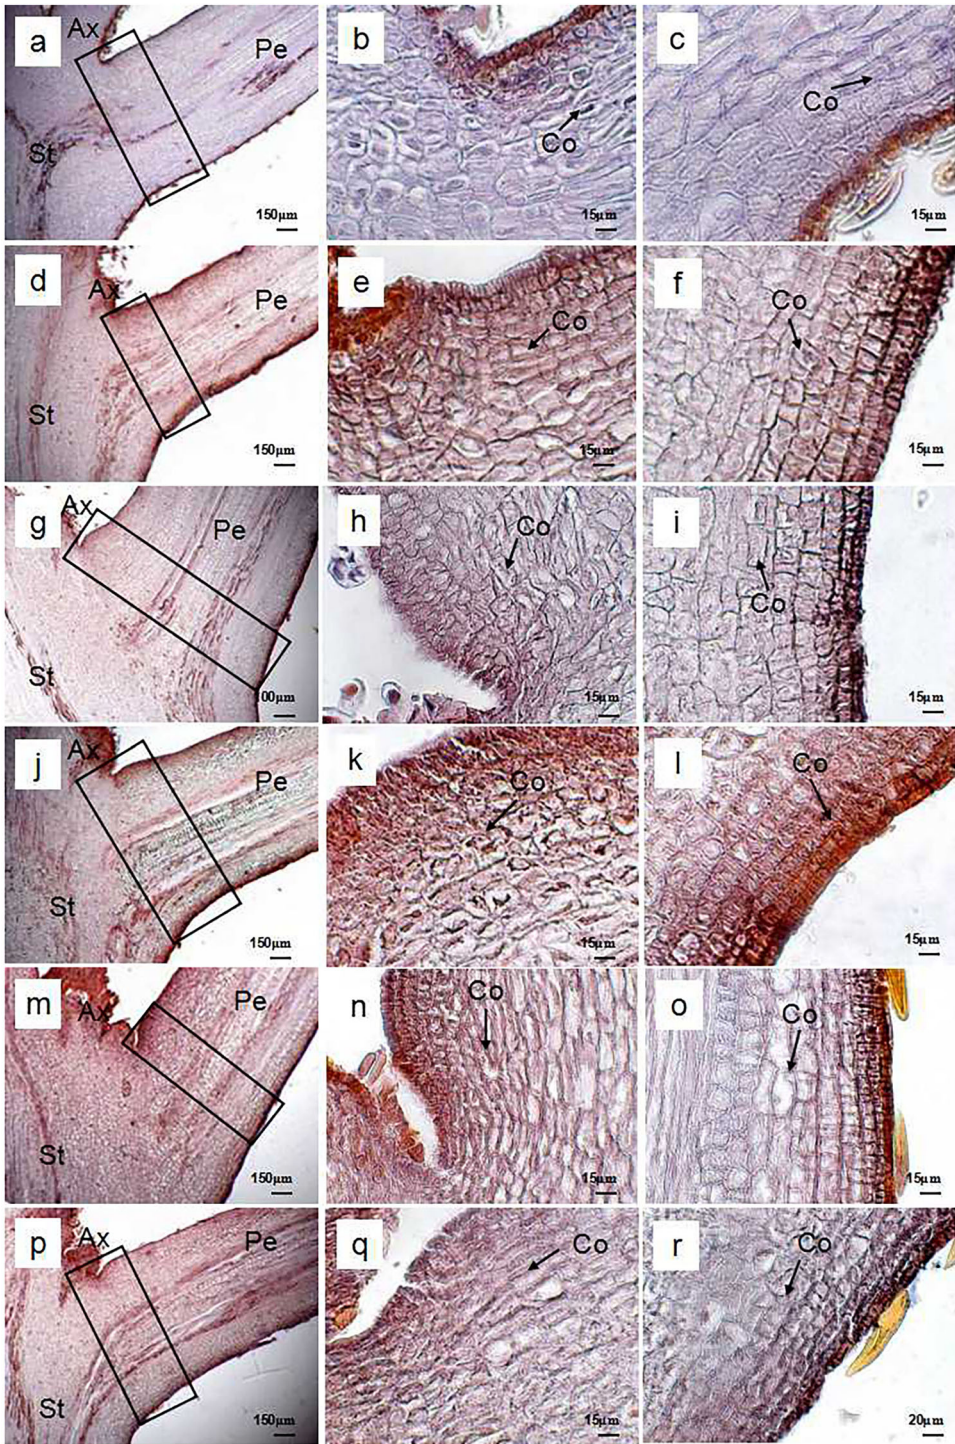 a Ax Pe St 150µm
b Co 15µm
c Co 15µm
d Ax Pe St 150µm
e Co 15µm
f Co 15µm
g Ax Pe St 00µm
h Co 15µm
i Co 15µm
j Ax Pe St 150µm
k Co 15µm
l Co 15µm
m Ax Pe St 150µm
n Co 15µm
o Co 15µm
p Ax Pe St 150µm
q Co 15µm
r Co 20µm